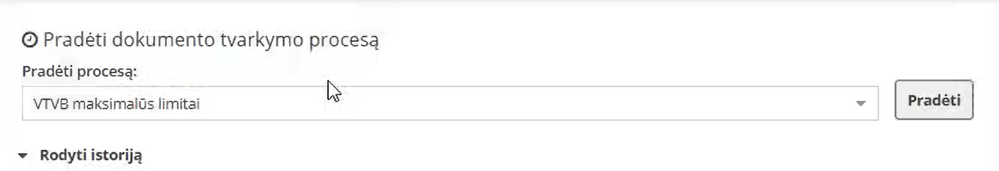 Pradėti dokumento tvarkymo procesą
Pradėti procesą:
VTVB maksimalūs limitai
Pradėti
Rodyti istoriją